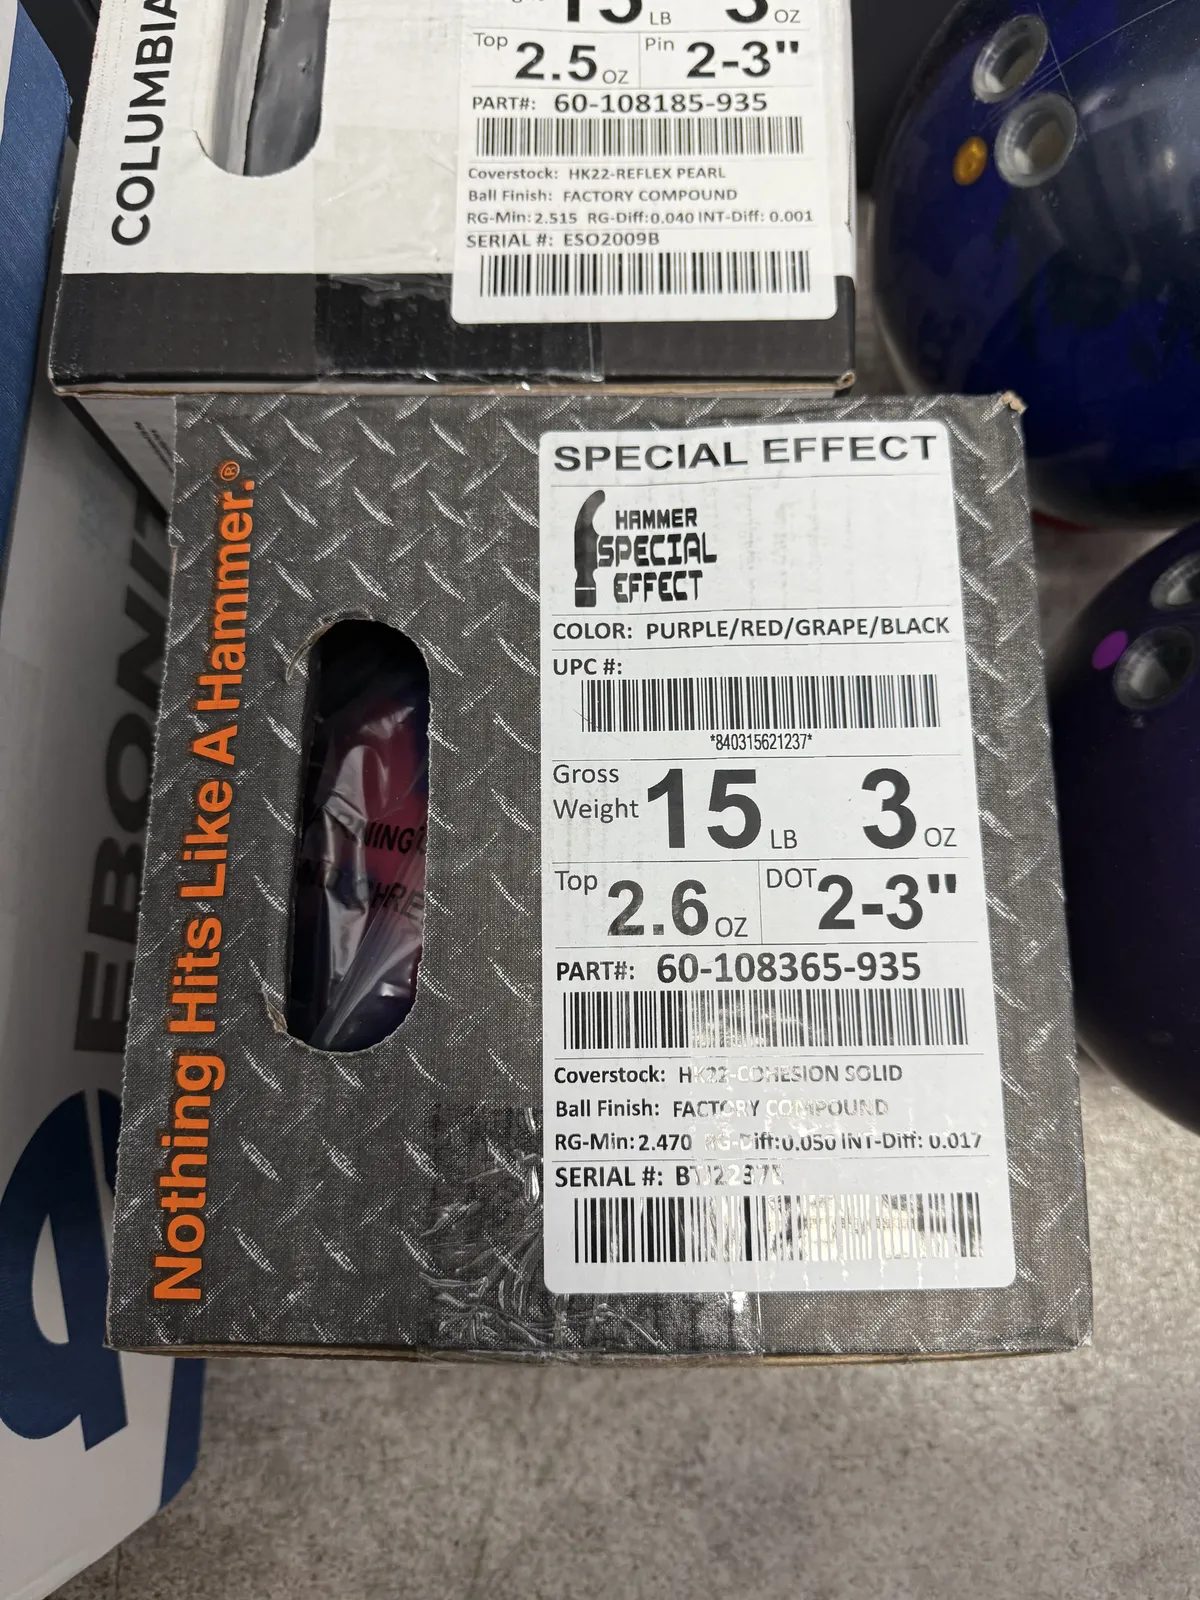 COLUMBIA
15 LB 3 OZ
Top 2.5 OZ Pin 2-3"
PART#: 60-108185-935
Coverstock: HK22-REFLEX PEARL
Ball Finish: FACTORY COMPOUND
RG-Min: 2.515 RG-Diff: 0.040 INT-Diff: 0.001
SERIAL #: ESO2009B
Nothing Hits Like A Hammer.®
SPECIAL EFFECT
HAMMER
SPECIAL
EFFECT
COLOR: PURPLE/RED/GRAPE/BLACK
UPC #:
*840315621237*
Gross
Weight 15 LB 3 OZ
Top 2.6 OZ DOT 2-3"
PART#: 60-108365-935
Coverstock: HK22-COHESION SOLID
Ball Finish: FACTORY COMPOUND
RG-Min: 2.470 RG-Diff: 0.050 INT-Diff: 0.017
SERIAL #: